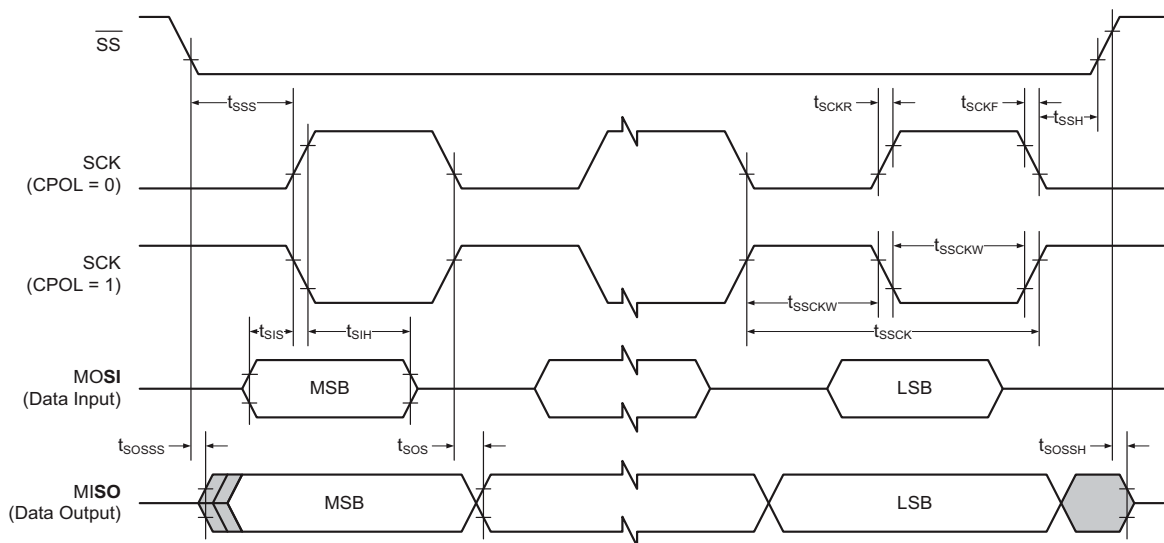 SS
tSSS
tSCKR
tSCKF
tSSH
SCK
(CPOL = 0)
SCK
(CPOL = 1)
tSSCKW
tSSCKW
tSSCK
tSIS
tSIH
MOSI
(Data Input)
MSB
LSB
tSOSSS
tSOS
tSOSSH
MISO
(Data Output)
MSB
LSB